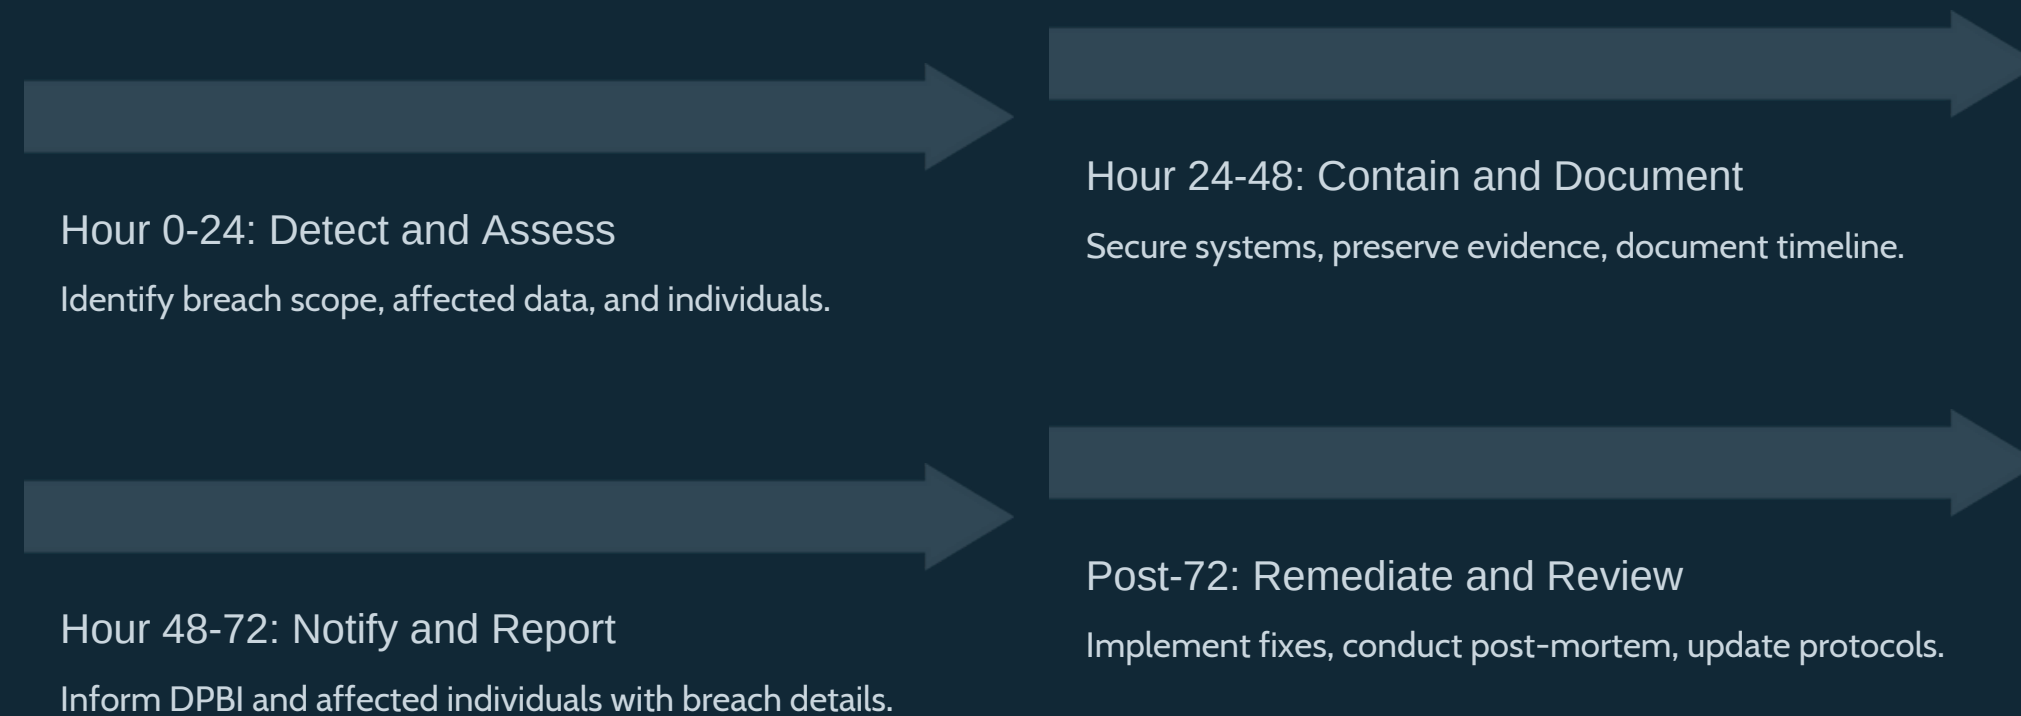 Hour 0-24: Detect and Assess
Identify breach scope, affected data, and individuals.
Hour 24-48: Contain and Document
Secure systems, preserve evidence, document timeline.
Hour 48-72: Notify and Report
Inform DPBI and affected individuals with breach details.
Post-72: Remediate and Review
Implement fixes, conduct post-mortem, update protocols.